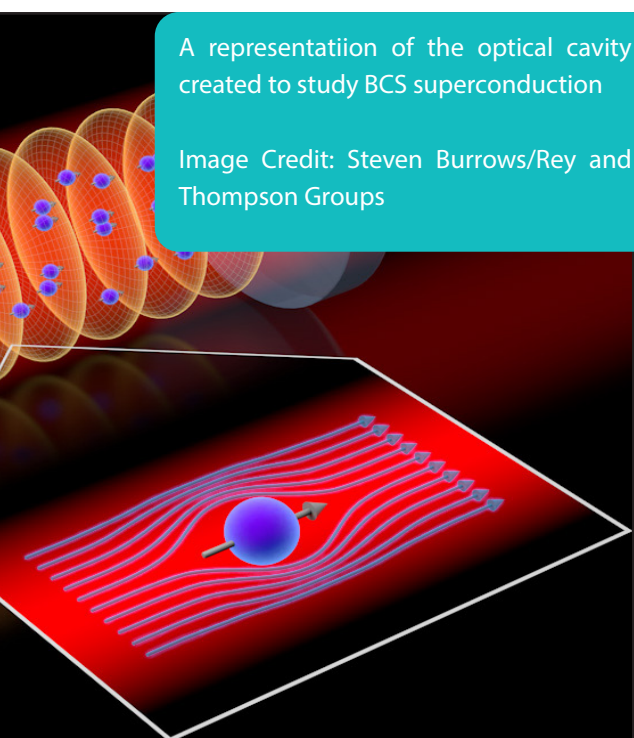 A representatiion of the optical cavity
created to study BCS superconduction
Image Credit: Steven Burrows/Rey and
Thompson Groups